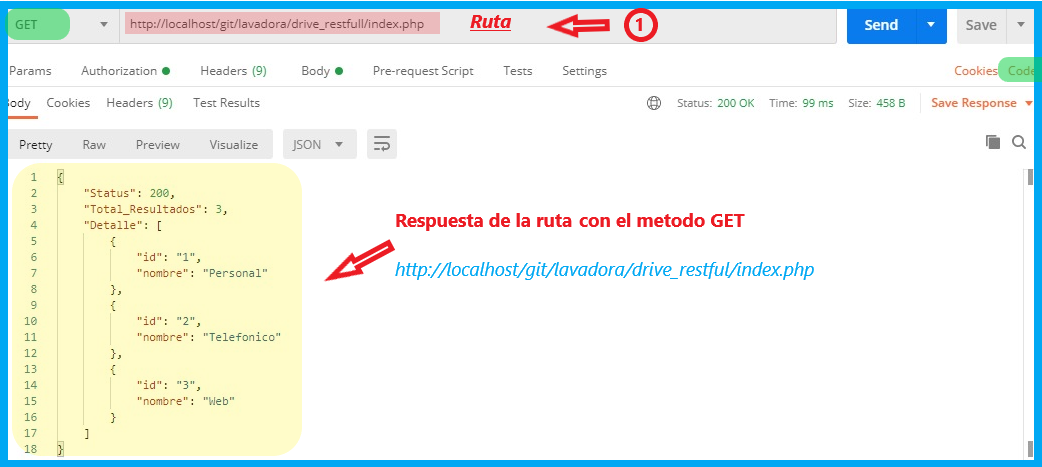 GET http://localhost/git/lavadora/drive_restfull/index.php Ruta 1 Send Save
Params Authorization Headers (9) Body Pre-request Script Tests Settings Cookies Code
Body Cookies Headers (9) Test Results Status: 200 OK Time: 99 ms Size: 458 B Save Response
Pretty Raw Preview Visualize JSON
1 {
2 "Status": 200,
3 "Total_Resultados": 3,
4 "Detalle": [
5 {
6 "id": "1",
7 "nombre": "Personal"
8 },
9 {
10 "id": "2",
11 "nombre": "Telefonico"
12 },
13 {
14 "id": "3",
15 "nombre": "Web"
16 }
17 ]
18 }
Respuesta de la ruta con el metodo GET
http://localhost/git/lavadora/drive_restful/index.php